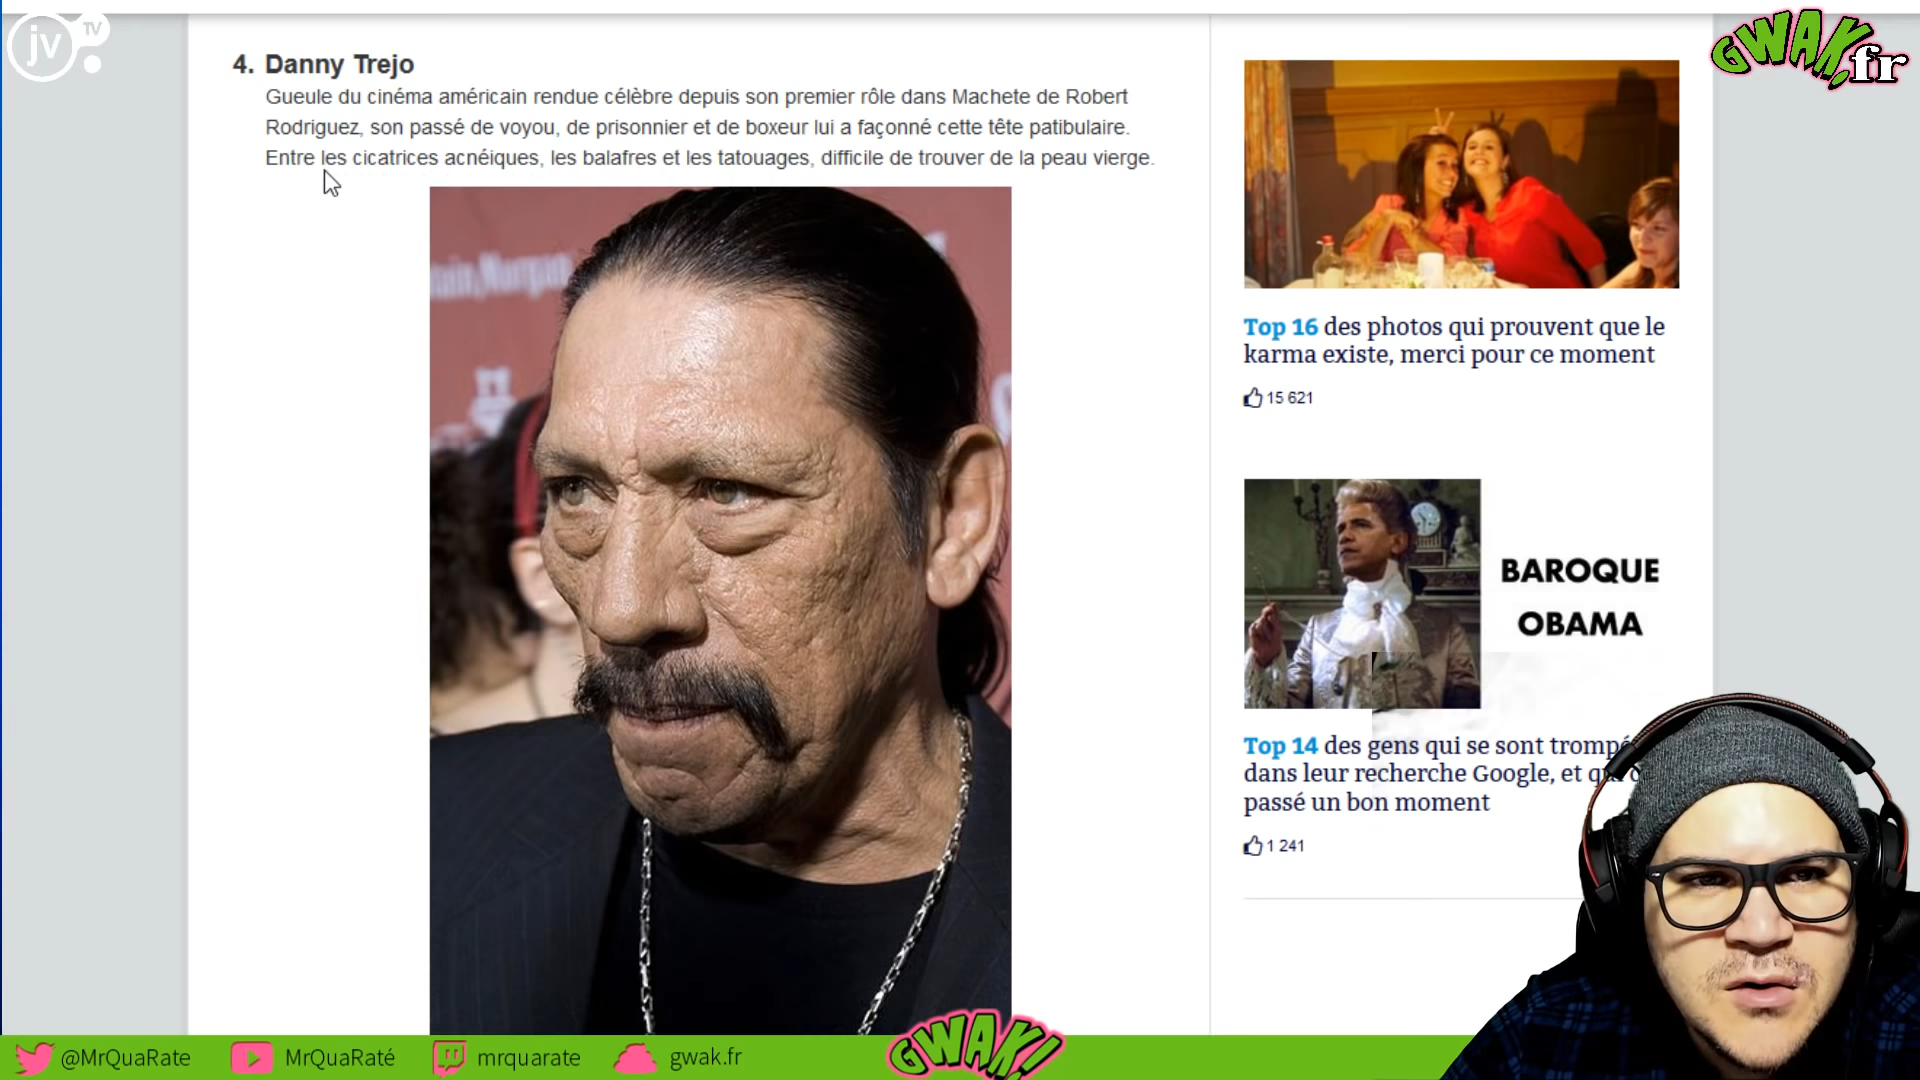 jv TV
GWAK.fr
4. Danny Trejo
Gueule du cinéma américain rendue célèbre depuis son premier rôle dans Machete de Robert
Rodriguez, son passé de voyou, de prisonnier et de boxeur lui a façonné cette tête patibulaire.
Entre les cicatrices acnéiques, les balafres et les tatouages, difficile de trouver de la peau vierge.
Top 16 des photos qui prouvent que le
karma existe, merci pour ce moment
15 621
BAROQUE
OBAMA
Top 14 des gens qui se sont
dans leur recherche Google, et
passé un bon moment
1 241
@MrQuaRate
MrQuaRaté
mrquarate
gwak.fr
GWAK!